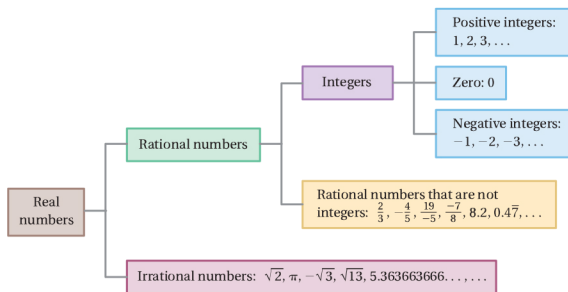 Positive integers:
1, 2, 3, . . .
Integers
Zero: 0
Negative integers:
−1, −2, −3, . . .
Rational numbers
Rational numbers that are not
integers: 2/3, −4/5, 19/−5, −7/8, 8.2, 0.47̅, . . .
Real
numbers
Irrational numbers: √2, π, −√3, √13, 5.363663666. . ., . . .